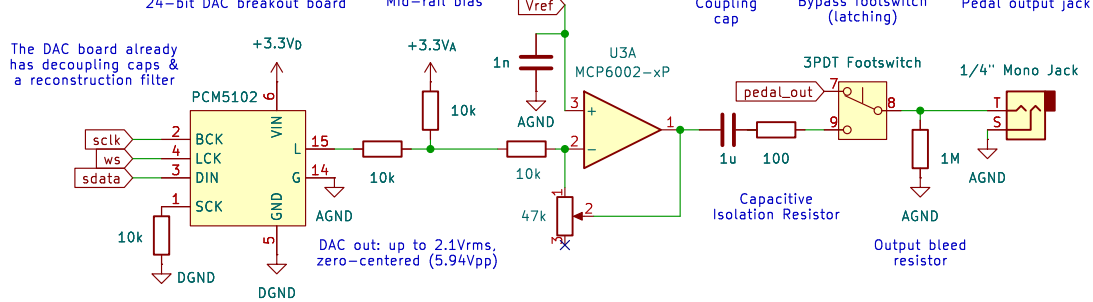 24-bit DAC breakout board
Mid-rail bias
Vref
Coupling
cap
Bypass footswitch
(latching)
Pedal output jack
The DAC board already
has decoupling caps &
a reconstruction filter
+3.3VD
+3.3VA
1n
U3A
MCP6002-xP
3PDT Footswitch
1/4" Mono Jack
PCM5102
6
VIN
10k
AGND
3
+
pedal_out
7
8
T
S
sclk
2
BCK
ws
4
LCK
sdata
3
DIN
1
SCK
L
15
G
14
GND
5
10k
10k
2
−
1
1u
100
9
1M
AGND
AGND
1
47k
2
3
Capacitive
Isolation Resistor
AGND
10k
DGND
DGND
DAC out: up to 2.1Vrms,
zero-centered (5.94Vpp)
Output bleed
resistor